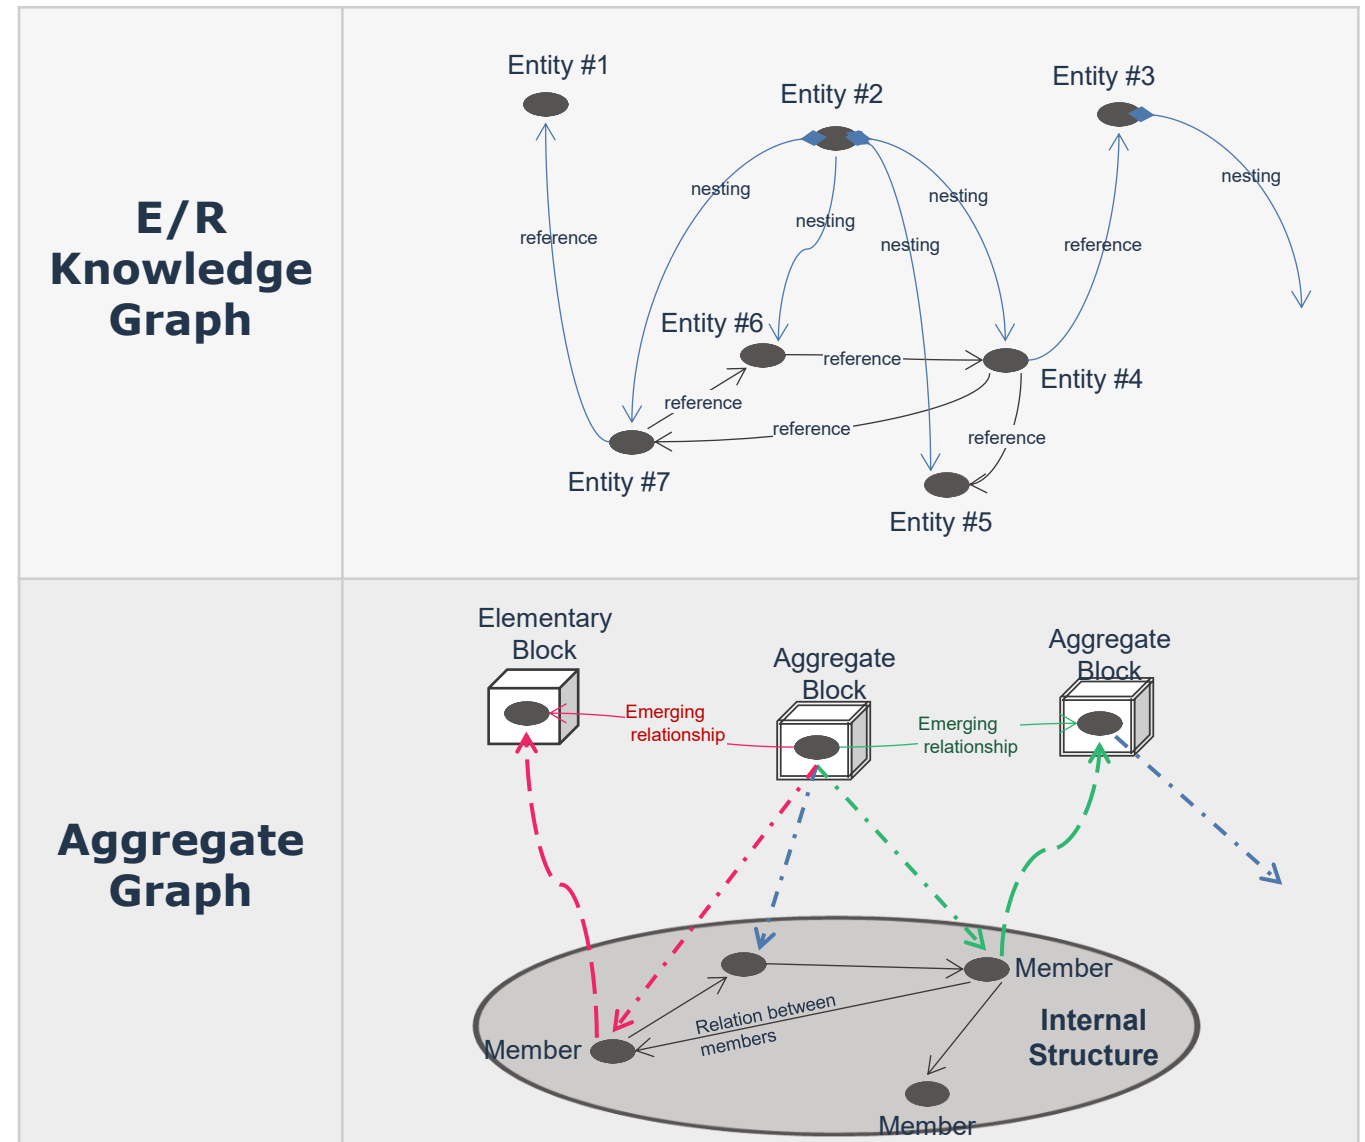 E/R
Knowledge
Graph
Entity #1
Entity #2
Entity #3
nesting
nesting
nesting
nesting
nesting
reference
reference
Entity #6
reference
Entity #4
reference
reference
reference
Entity #7
Entity #5
Aggregate
Graph
Elementary
Block
Aggregate
Block
Aggregate
Block
Emerging
relationship
Emerging
relationship
Member
Relation between
members
Internal
Structure
Member
Member